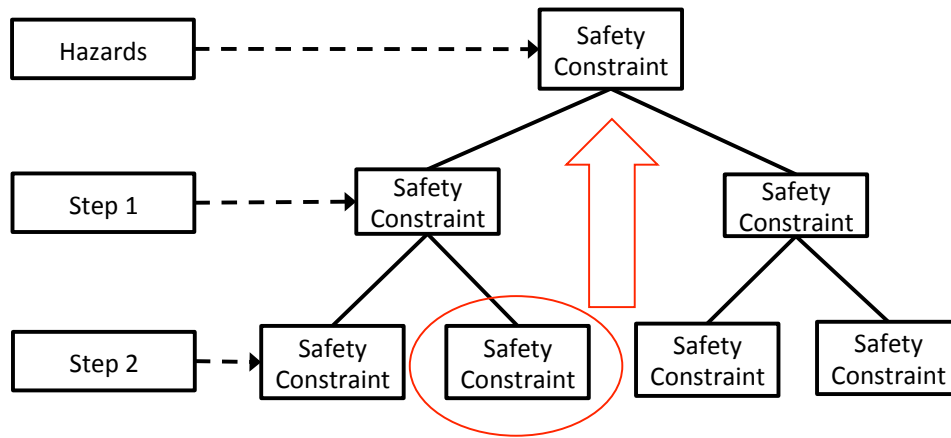 Hazards
Safety
Constraint
Step 1
Safety
Constraint
Safety
Constraint
Step 2
Safety
Constraint
Safety
Constraint
Safety
Constraint
Safety
Constraint